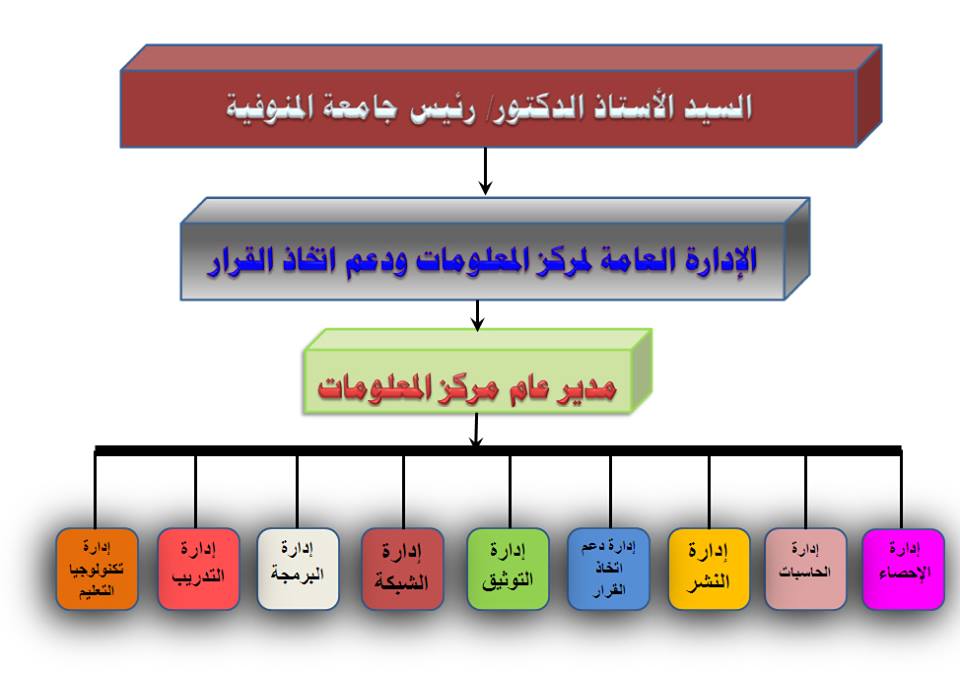 السيد الأستاذ الدكتور/ رئيس جامعة المنوفية
الإدارة العامة لمركز المعلومات ودعم اتخاذ القرار
مدير عام مركز المعلومات
إدارة
الإحصاء
إدارة
الحاسبات
إدارة
النشر
إدارة دعم
اتخاذ
القرار
إدارة
التوثيق
إدارة
الشبكة
إدارة
البرمجة
إدارة
التدريب
إدارة
تكنولوجيا
التعليم